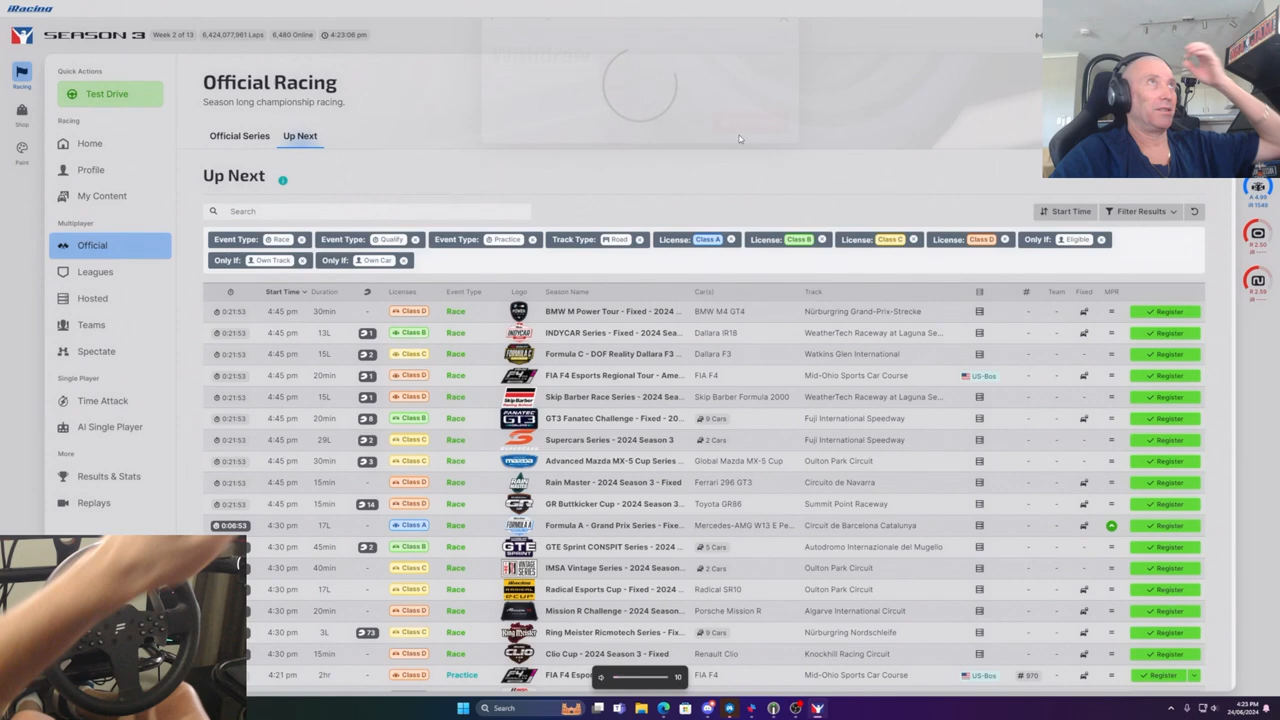 iRacing
SEASON 3 Week 2 of 13 6,424,077,961 Laps 6,480 Online 4:23:06 pm
Racing
Shop
Paint
Quick Actions
Test Drive
Racing
Home
Profile
My Content
Multiplayer
Official
Leagues
Hosted
Teams
Spectate
Single Player
Time Attack
AI Single Player
More
Results & Stats
Replays
Official Racing
Season long championship racing.
Official Series Up Next
Up Next
Search Start Time Filter Results
Event Type: Race Event Type: Qualify Event Type: Practice Track Type: Road License: Class A License: Class B License: Class C License: Class D Only If: Eligible
Only If: Own Track Only If: Own Car
Start Time Duration Licenses Event Type Logo Season Name Car(s) Track # Team Fixed MPR
0:21:53 4:45 pm 30min - Class D Race BMW M Power Tour - Fixed - 2024 ... BMW M4 GT4 Nürburgring Grand-Prix-Strecke - - = Register
0:21:53 4:45 pm 13L 1 Class B Race INDYCAR Series - Fixed - 2024 Sea... Dallara IR18 WeatherTech Raceway at Laguna Se... - - = Register
0:21:53 4:45 pm 15L 2 Class C Race Formula C - DOF Reality Dallara F3 ... Dallara F3 Watkins Glen International - - - = Register
0:21:53 4:45 pm 15L 1 Class D Race FIA F4 Esports Regional Tour - Ame... FIA F4 Mid-Ohio Sports Car Course US-Bos - - = Register
0:21:53 4:45 pm 15L 1 Class D Race Skip Barber Race Series - 2024 Sea... Skip Barber Formula 2000 WeatherTech Raceway at Laguna Se... - - - = Register
0:21:53 4:45 pm 20min 8 Class B Race GT3 Fanatec Challenge - Fixed - 20... 9 Cars Fuji International Speedway - - = Register
0:21:53 4:45 pm 29L 2 Class C Race Supercars Series - 2024 Season 3 2 Cars Fuji International Speedway - - - = Register
0:21:53 4:45 pm 30min 3 Class C Race Advanced Mazda MX-5 Cup Series ... Global Mazda MX-5 Cup Oulton Park Circuit - - - = Register
0:21:53 4:45 pm 15min - Class D Race Rain Master - 2024 Season 3 - Fixed Ferrari 296 GT3 Circuito de Navarra - - = Register
0:21:53 4:45 pm 15min 14 Class D Race GR Buttkicker Cup - 2024 Season 3... Toyota GR86 Summit Point Raceway - - = Register
0:06:53 4:30 pm 17L - Class A Race Formula A - Grand Prix Series - Fix... Mercedes-AMG W13 E Pe... Circuit de Barcelona Catalunya - - Register
4:30 pm 45min 2 Class B Race GTE Sprint CONSPIT Series - 2024 ... 5 Cars Autodromo Internazionale del Mugello - - - = Register
4:30 pm 40min - Class C Race IMSA Vintage Series - 2024 Season... 2 Cars Oulton Park Circuit - - - = Register
4:30 pm 17L - Class C Race Radical Esports Cup - Fixed - 2024 ... Radical SR10 Oulton Park Circuit - - = Register
4:30 pm 20min - Class D Race Mission R Challenge - 2024 Season... Porsche Mission R Algarve International Circuit - - = Register
4:30 pm 3L 73 Class C Race Ring Meister Ricmotech Series - Fix... 9 Cars Nürburgring Nordschleife - - = Register
4:30 pm 15min - Class D Race Clio Cup - 2024 Season 3 - Fixed Renault Clio Knockhill Racing Circuit - - = Register
4:21 pm 2min - Class D Practice FIA F4 Espor FIA F4 Mid-Ohio Sports Car Course US-Bos # 970 - = Register
10
A 4.99
iR 1549
R 2.50
iR ---
R 2.59
iR ---
Search
4:23 PM
24/06/2024